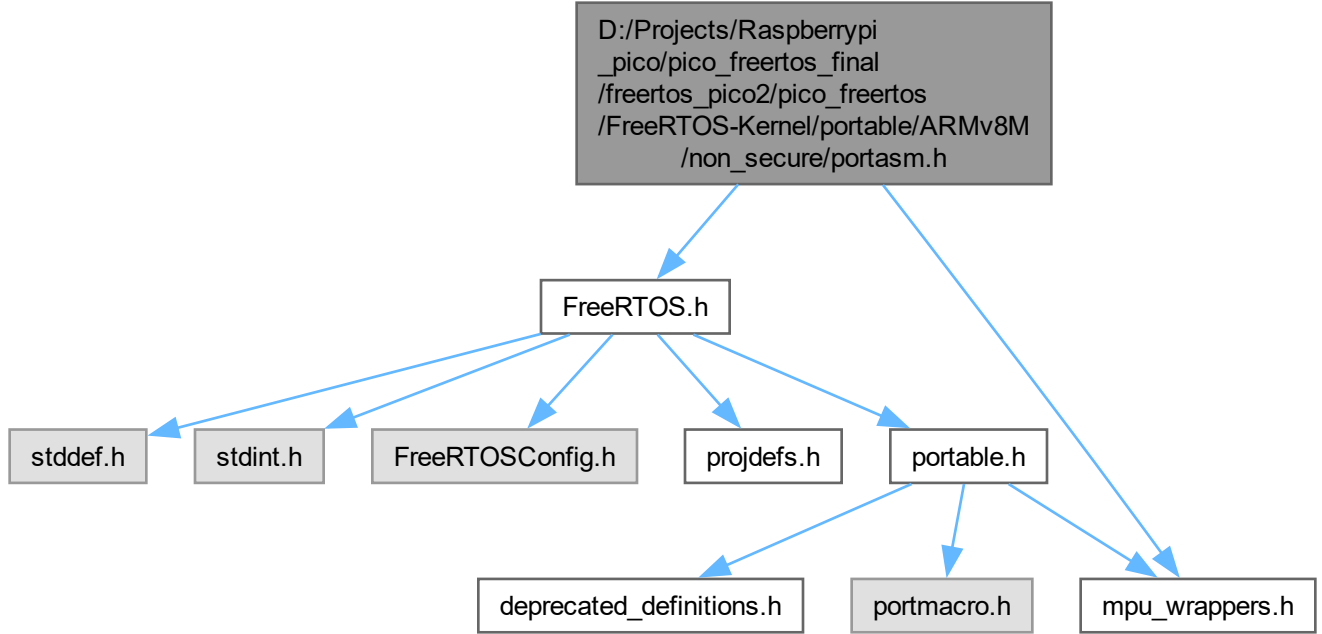 D:/Projects/Raspberrypi
_pico/pico_freertos_final
/freertos_pico2/pico_freertos
/FreeRTOS-Kernel/portable/ARMv8M
/non_secure/portasm.h
FreeRTOS.h
stddef.h
stdint.h
FreeRTOSConfig.h
projdefs.h
portable.h
deprecated_definitions.h
portmacro.h
mpu_wrappers.h